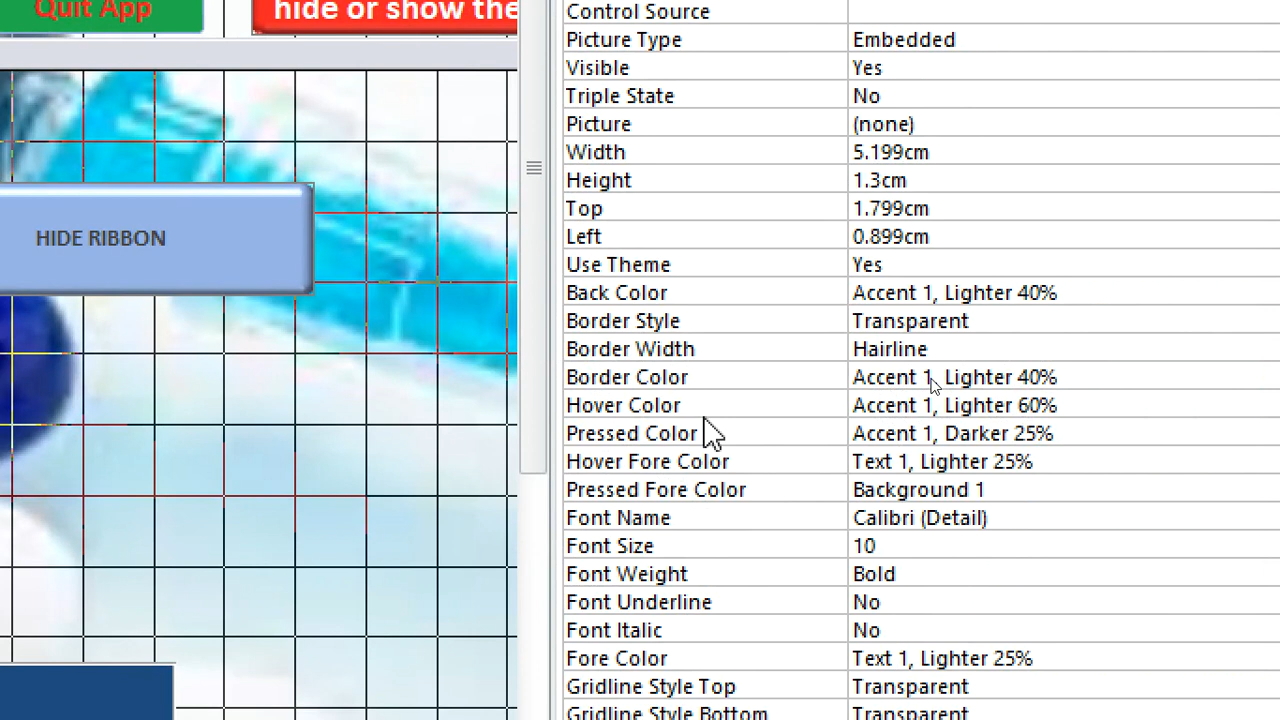 Quit App
hide or show the
HIDE RIBBON
Control Source
Picture Type Embedded
Visible Yes
Triple State No
Picture (none)
Width 5.199cm
Height 1.3cm
Top 1.799cm
Left 0.899cm
Use Theme Yes
Back Color Accent 1, Lighter 40%
Border Style Transparent
Border Width Hairline
Border Color Accent 1, Lighter 40%
Hover Color Accent 1, Lighter 60%
Pressed Color Accent 1, Darker 25%
Hover Fore Color Text 1, Lighter 25%
Pressed Fore Color Background 1
Font Name Calibri (Detail)
Font Size 10
Font Weight Bold
Font Underline No
Font Italic No
Fore Color Text 1, Lighter 25%
Gridline Style Top Transparent
Gridline Style Bottom Transparent